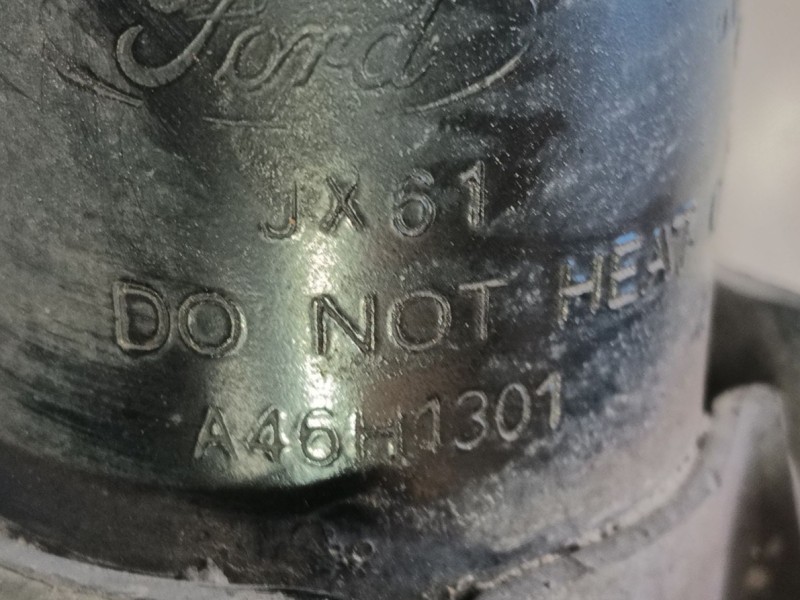 Ford
JX61
DO NOT HEAT
A46H1301